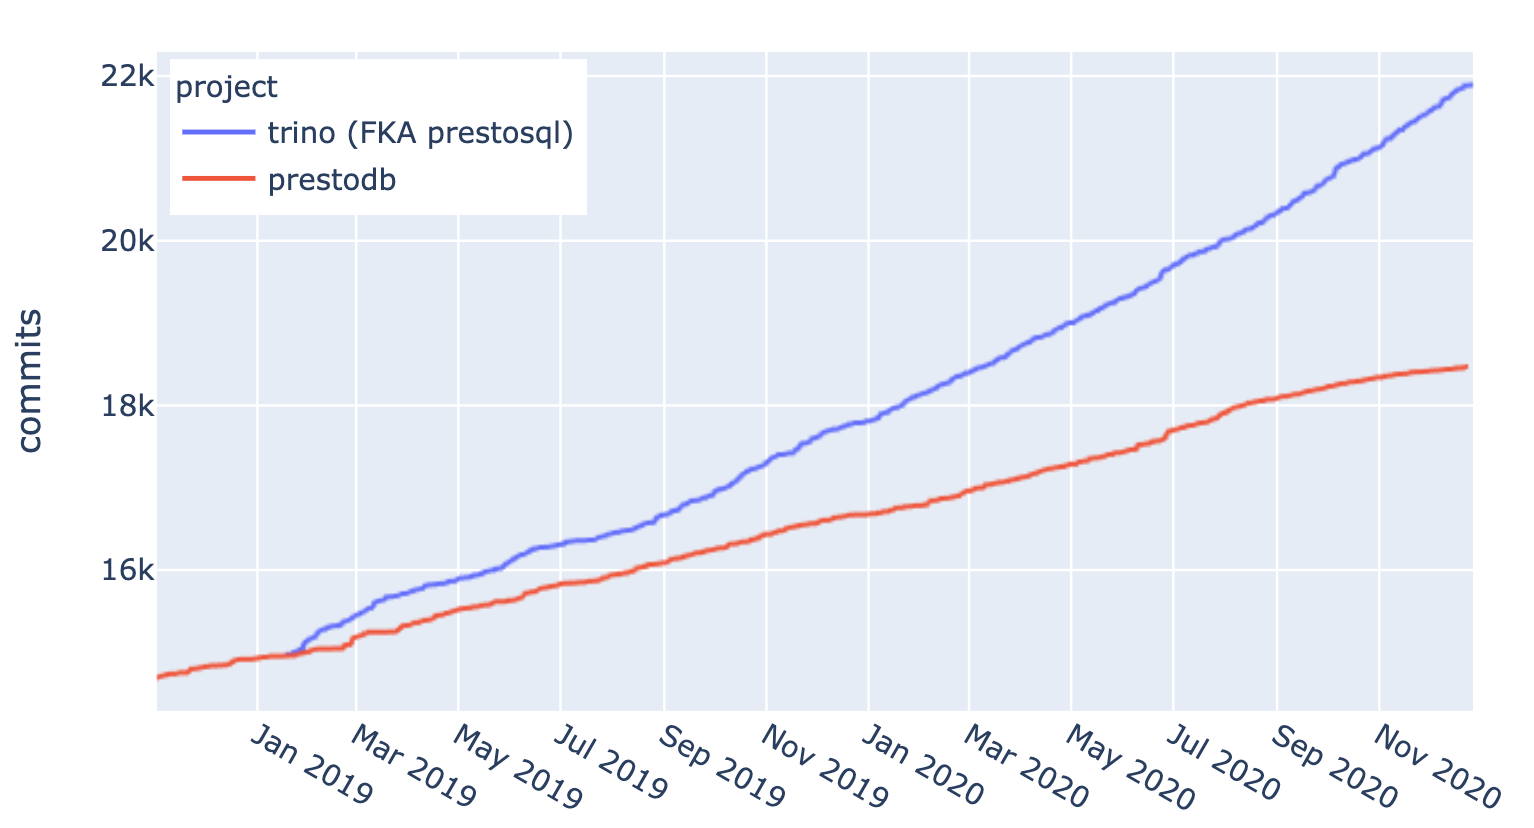 22k
project
trino (FKA prestosql)
prestodb
20k
commits
18k
16k
Jan 2019
Mar 2019
May 2019
Jul 2019
Sep 2019
Nov 2019
Jan 2020
Mar 2020
May 2020
Jul 2020
Sep 2020
Nov 2020